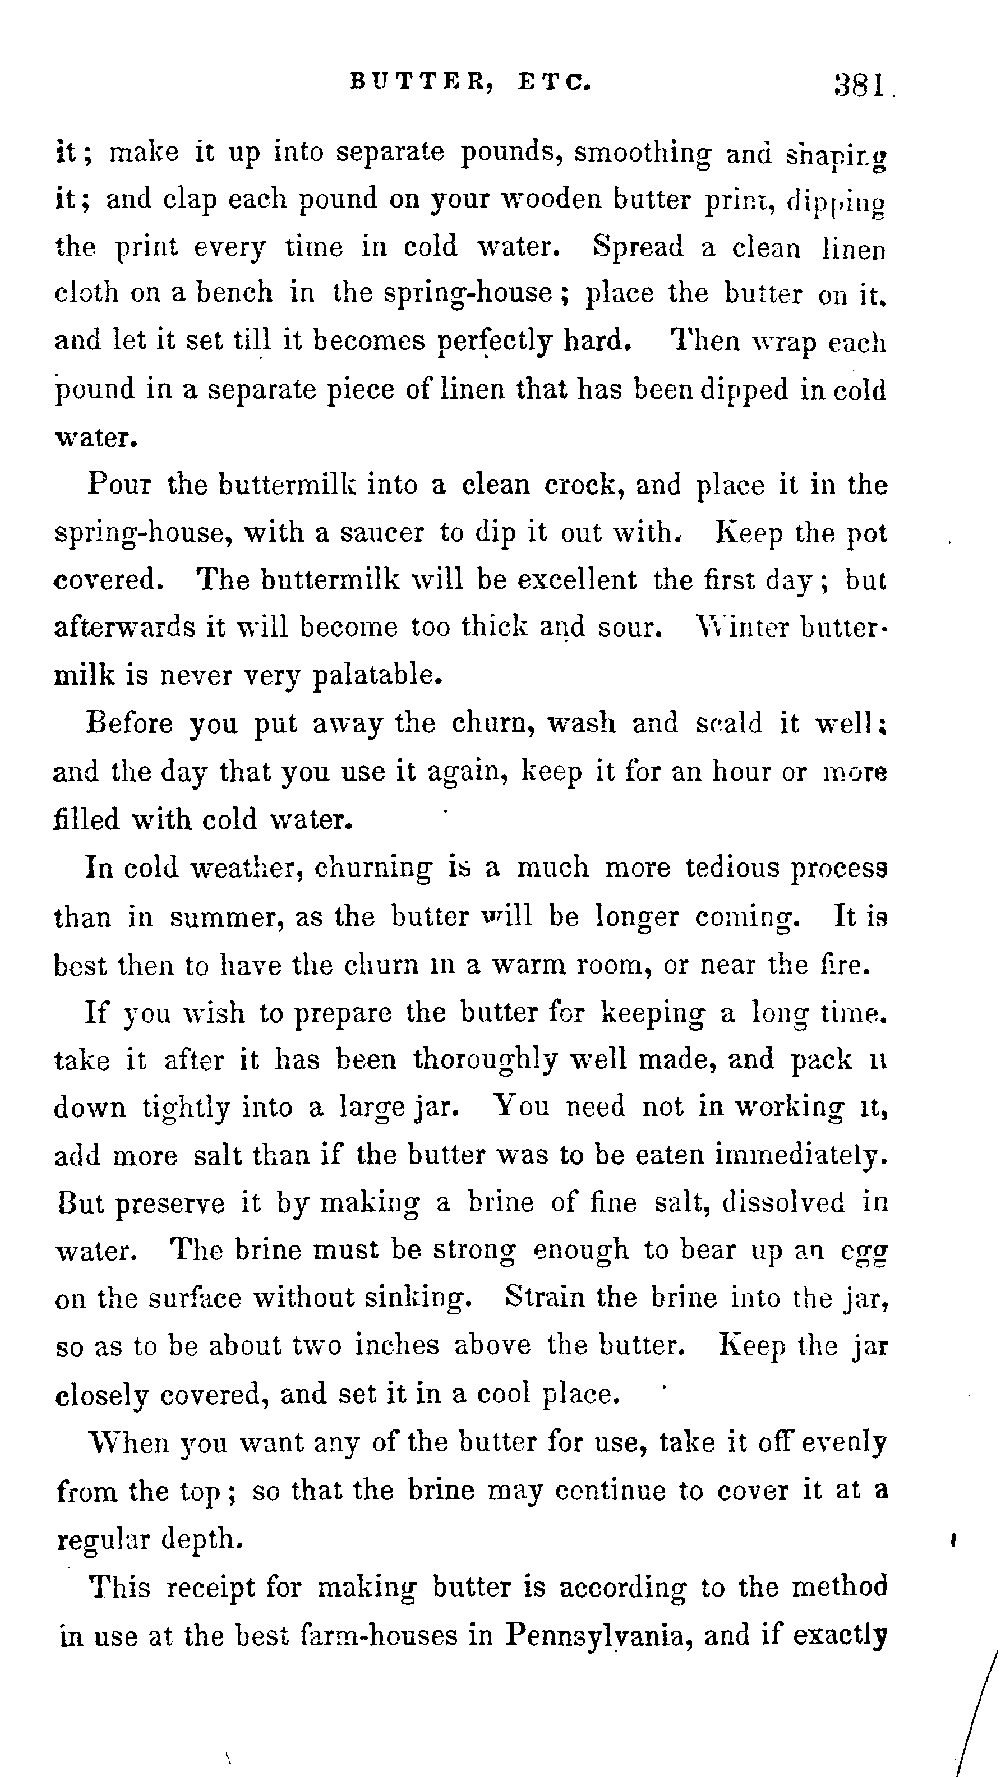 BUTTER, ETC. 381
it; make it up into separate pounds, smoothing and shaping
it; and clap each pound on your wooden butter print, dipping
the print every time in cold water. Spread a clean linen
cloth on a bench in the spring-house; place the butter on it.
and let it set till it becomes perfectly hard. Then wrap each
pound in a separate piece of linen that has been dipped in cold
water.
Pour the buttermilk into a clean crock, and place it in the
spring-house, with a saucer to dip it out with. Keep the pot
covered. The buttermilk will be excellent the first day; but
afterwards it will become too thick and sour. Winter butter-
milk is never very palatable.
Before you put away the churn, wash and scald it well;
and the day that you use it again, keep it for an hour or more
filled with cold water.
In cold weather, churning is a much more tedious process
than in summer, as the butter will be longer coming. It is
best then to have the churn in a warm room, or near the fire.
If you wish to prepare the butter for keeping a long time.
take it after it has been thoroughly well made, and pack it
down tightly into a large jar. You need not in working it,
add more salt than if the butter was to be eaten immediately.
But preserve it by making a brine of fine salt, dissolved in
water. The brine must be strong enough to bear up an egg
on the surface without sinking. Strain the brine into the jar,
so as to be about two inches above the butter. Keep the jar
closely covered, and set it in a cool place.
When you want any of the butter for use, take it off evenly
from the top; so that the brine may continue to cover it at a
regular depth.
This receipt for making butter is according to the method
in use at the best farm-houses in Pennsylvania, and if exactly